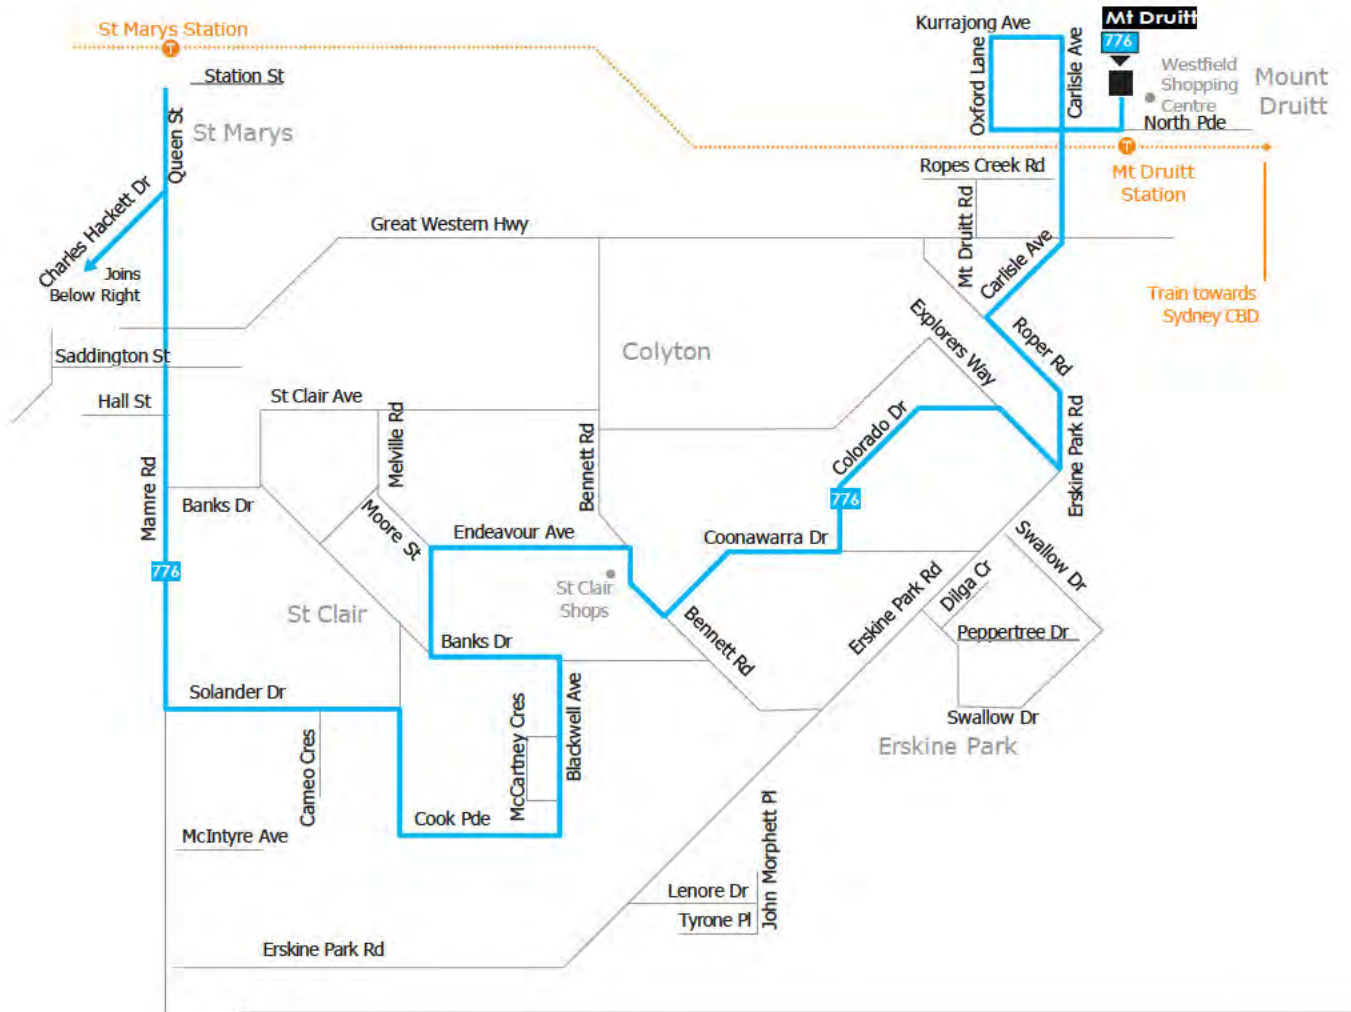 St Marys Station
T
Station St
Queen St
St Marys
Charles Hackett Dr
Joins
Below Right
Kurrajong Ave
Oxford Lane
Carlisle Ave
Mt Druitt
776
Westfield
Shopping
Centre
Mount
Druitt
North Pde
T
Mt Druitt
Station
Ropes Creek Rd
Mt Druitt Rd
Great Western Hwy
Carlisle Ave
Train towards
Sydney CBD
Saddington St
Colyton
Explorers Way
Roper Rd
Hall St
St Clair Ave
Melville Rd
Bennett Rd
Colorado Dr
Erskine Park Rd
Mamre Rd
Banks Dr
Moore St
776
Endeavour Ave
Coonawarra Dr
Swallow Dr
776
St Clair
Shops
Dilga Cr
Erskine Park Rd
St Clair
Bennett Rd
Peppertree Dr
Banks Dr
Solander Dr
Swallow Dr
Erskine Park
Cameo Cres
McCartney Cres
Blackwell Ave
Cook Pde
McIntyre Ave
John Morphett Pl
Lenore Dr
Tyrone Pl
Erskine Park Rd